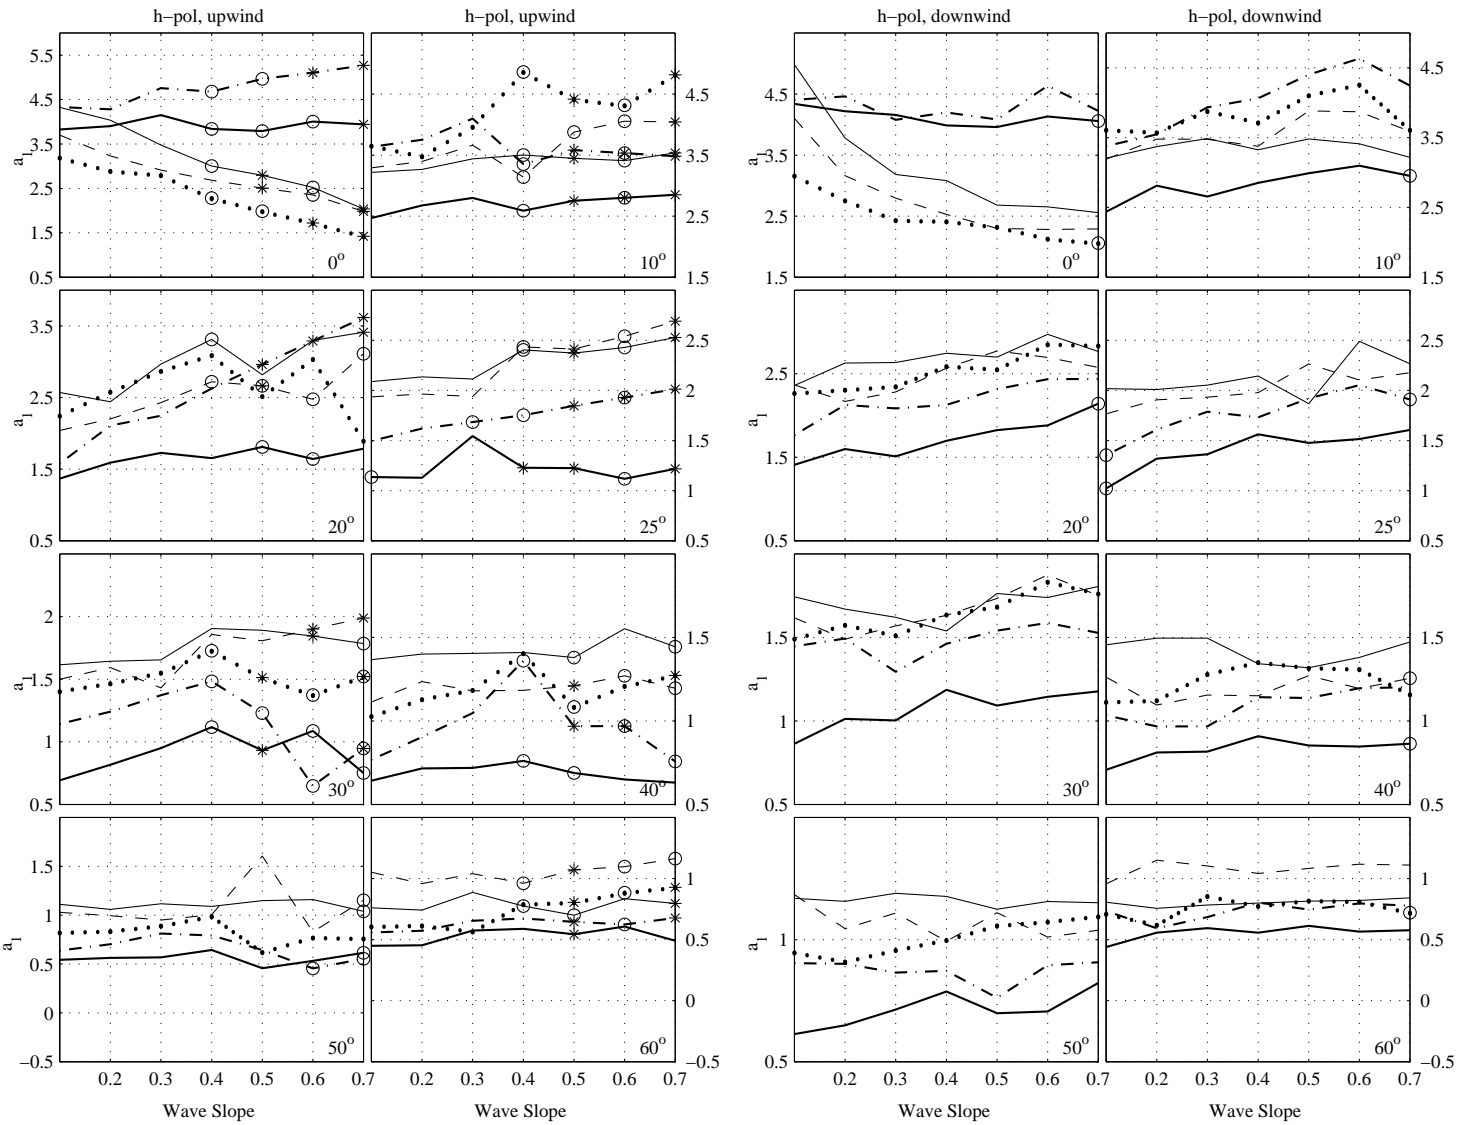 h−pol, upwind h−pol, upwind h−pol, downwind h−pol, downwind
5.5
4.5 4.5 4.5 4.5
3.5 3.5 3.5 3.5
a1 a1
2.5 2.5 2.5 2.5
1.5
0.5 0° 10° 1.5 1.5 0° 10° 1.5
3.5 2.5 2.5
2.5 2 2.5 2
a1 a1
1.5 1.5 1.5 1.5
1 1
0.5 20° 25° 0.5 0.5 20° 25° 0.5
2
1.5 1.5 1.5 1.5
a1 a1
1 1 1 1
0.5 30° 40° 0.5 0.5 30° 40° 0.5
1.5
1 1 1 1
a1 a1
0.5 0.5 0.5
0 0 0
−0.5 50° 60° −0.5 0.5 50° 60° −0.5
0.2 0.3 0.4 0.5 0.6 0.7 0.2 0.3 0.4 0.5 0.6 0.7 0.2 0.3 0.4 0.5 0.6 0.7 0.2 0.3 0.4 0.5 0.6 0.7
Wave Slope Wave Slope Wave Slope Wave Slope